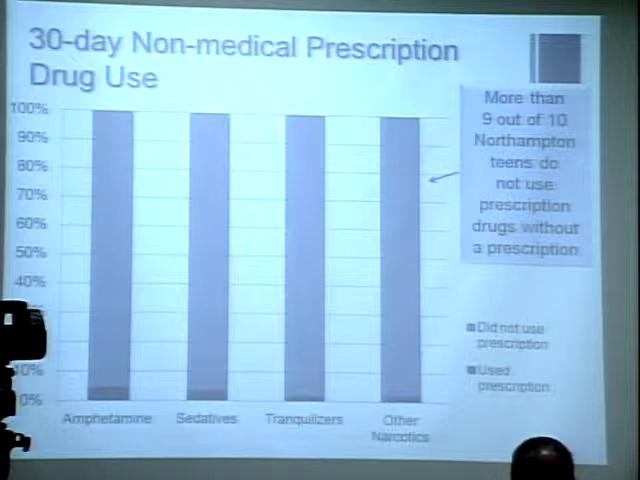 30-day Non-medical Prescription
Drug Use
More than
9 out of 10
Northampton
teens do
not use
prescription
drugs without
a prescription
100%
90%
80%
70%
60%
50%
40%
10%
0%
Amphetamine
Sedatives
Tranquilizers
Other
Narcotics
Did not use
prescription
Used
prescription